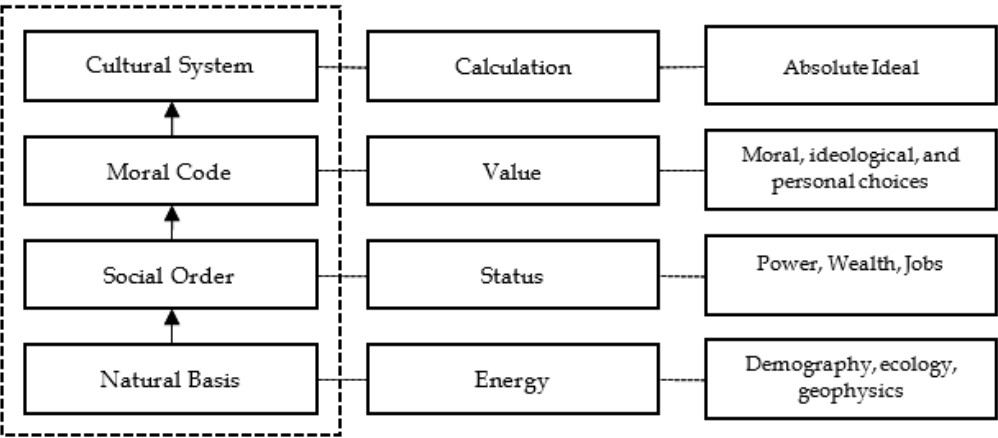 Cultural System
Calculation
Absolute Ideal
Moral Code
Value
Moral, ideological, and
personal choices
Social Order
Status
Power, Wealth, Jobs
Natural Basis
Energy
Demography, ecology,
geophysics